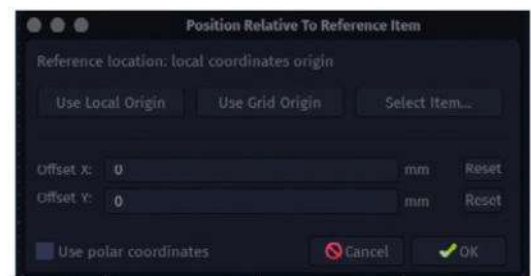 Position Relative To Reference Item
Reference location: local coordinates origin
Use Local Origin Use Grid Origin Select Item...
Offset X: 0 mm Reset
Offset Y: 0 mm Reset
Use polar coordinates Cancel OK